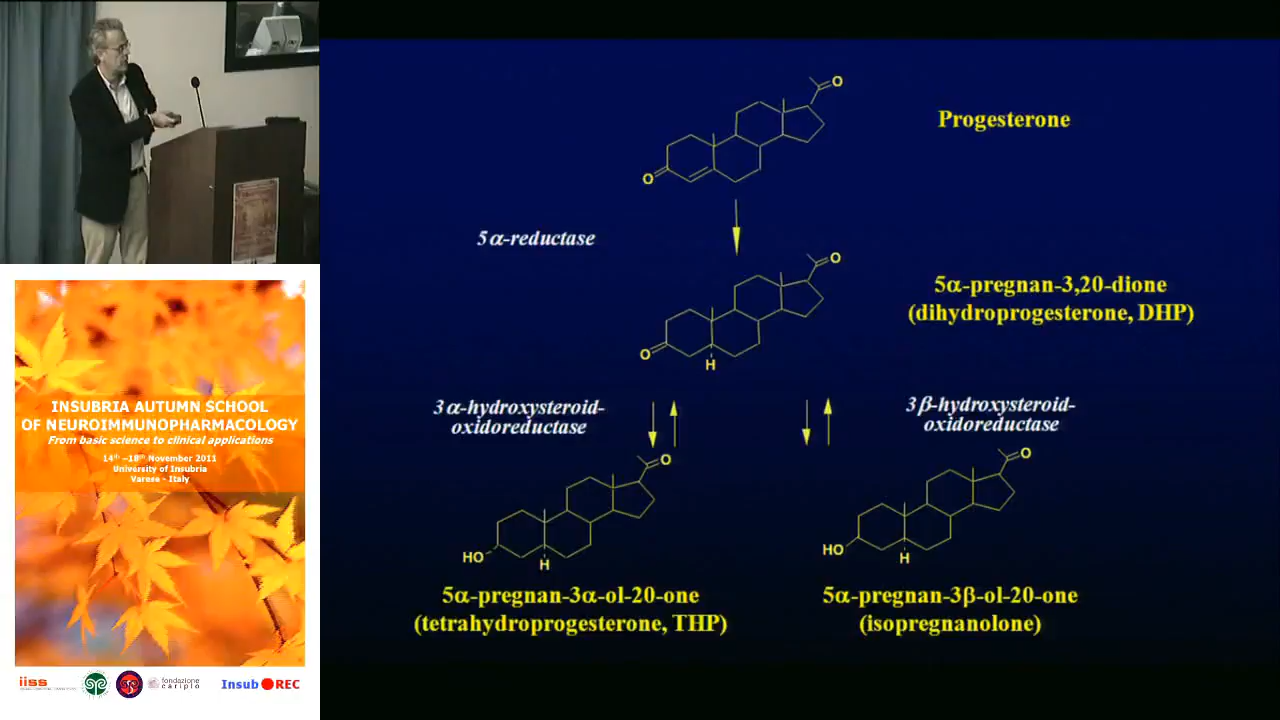 O
Progesterone
O
5α-reductase
O
5α-pregnan-3,20-dione
(dihydroprogesterone, DHP)
O
H
3α-hydroxysteroid-
oxidoreductase
3β-hydroxysteroid-
oxidoreductase
O
O
HO
H
HO
H
5α-pregnan-3α-ol-20-one
(tetrahydroprogesterone, THP)
5α-pregnan-3β-ol-20-one
(isopregnanolone)
INSUBRIA AUTUMN SCHOOL
OF NEUROIMMUNOPHARMACOLOGY
From basic science to clinical applications
14th –18th November 2011
University of Insubria
Varese - Italy
iiss
fondazione
cariplo
Insub REC